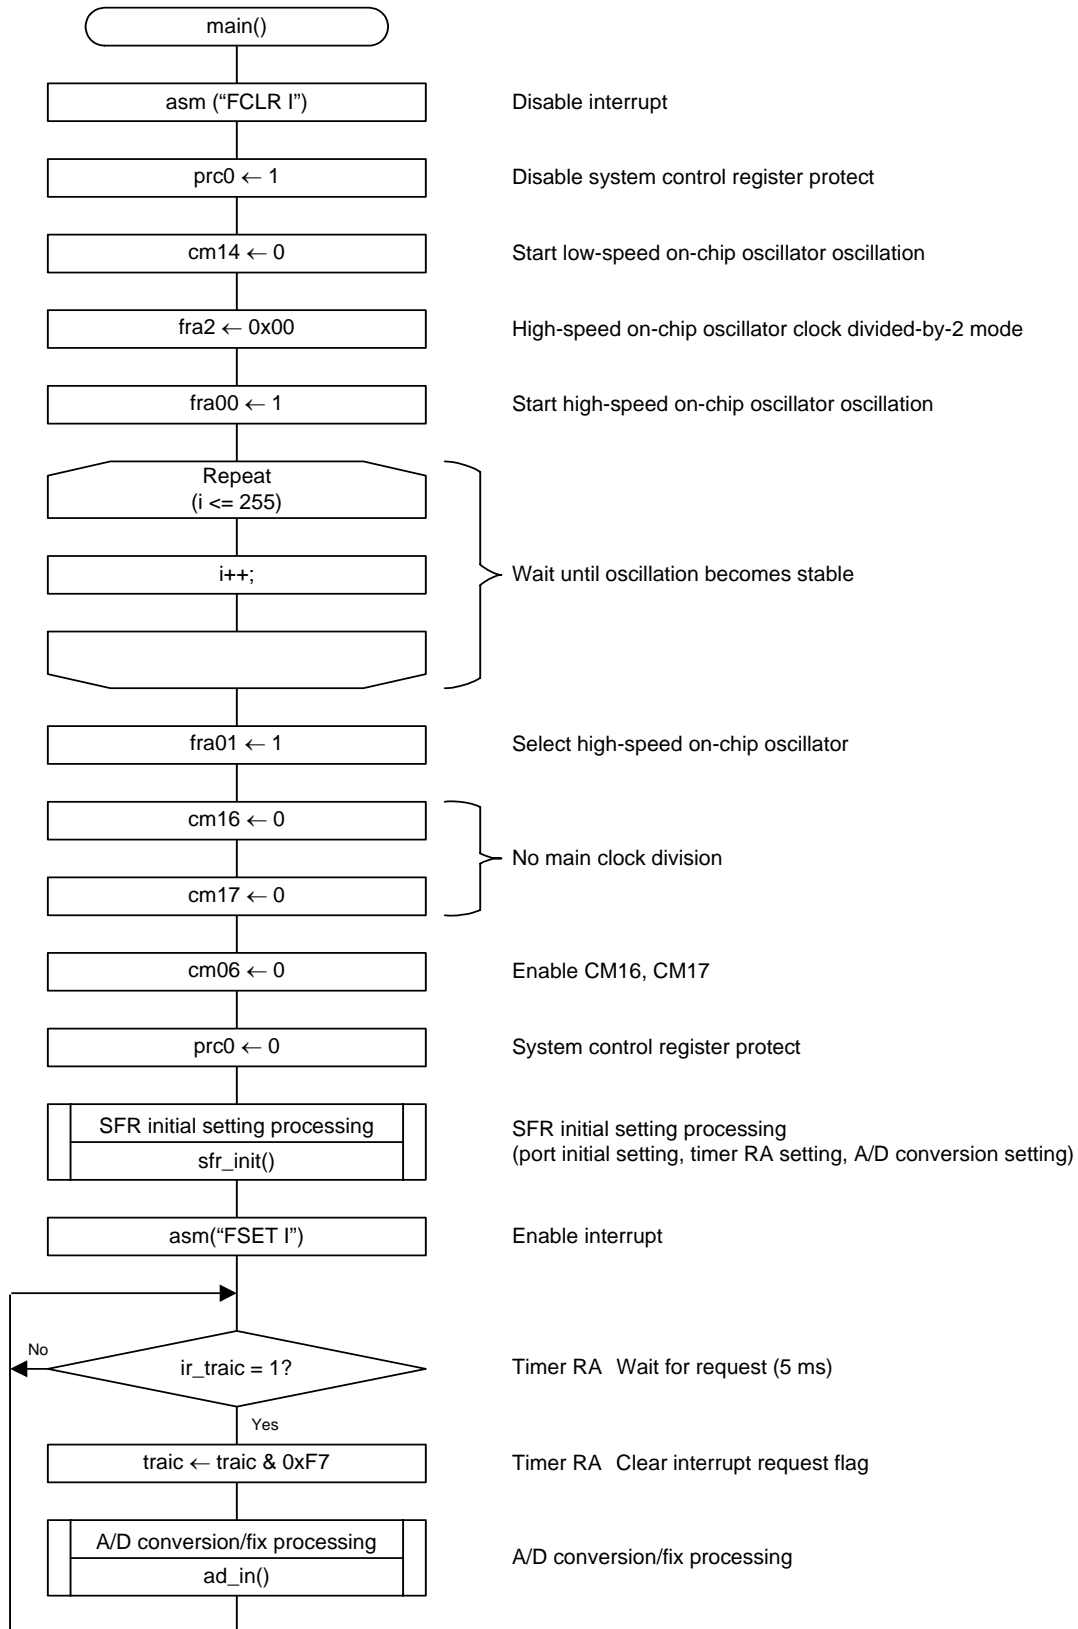 main()
asm (“FCLR I”)
Disable interrupt
prc0 ← 1
Disable system control register protect
cm14 ← 0
Start low-speed on-chip oscillator oscillation
fra2 ← 0x00
High-speed on-chip oscillator clock divided-by-2 mode
fra00 ← 1
Start high-speed on-chip oscillator oscillation
Repeat
(i <= 255)
i++;
Wait until oscillation becomes stable
fra01 ← 1
Select high-speed on-chip oscillator
cm16 ← 0
No main clock division
cm17 ← 0
cm06 ← 0
Enable CM16, CM17
prc0 ← 0
System control register protect
SFR initial setting processing
sfr_init()
SFR initial setting processing
(port initial setting, timer RA setting, A/D conversion setting)
asm(“FSET I”)
Enable interrupt
No
ir_traic = 1?
Timer RA Wait for request (5 ms)
Yes
traic ← traic & 0xF7
Timer RA Clear interrupt request flag
A/D conversion/fix processing
ad_in()
A/D conversion/fix processing